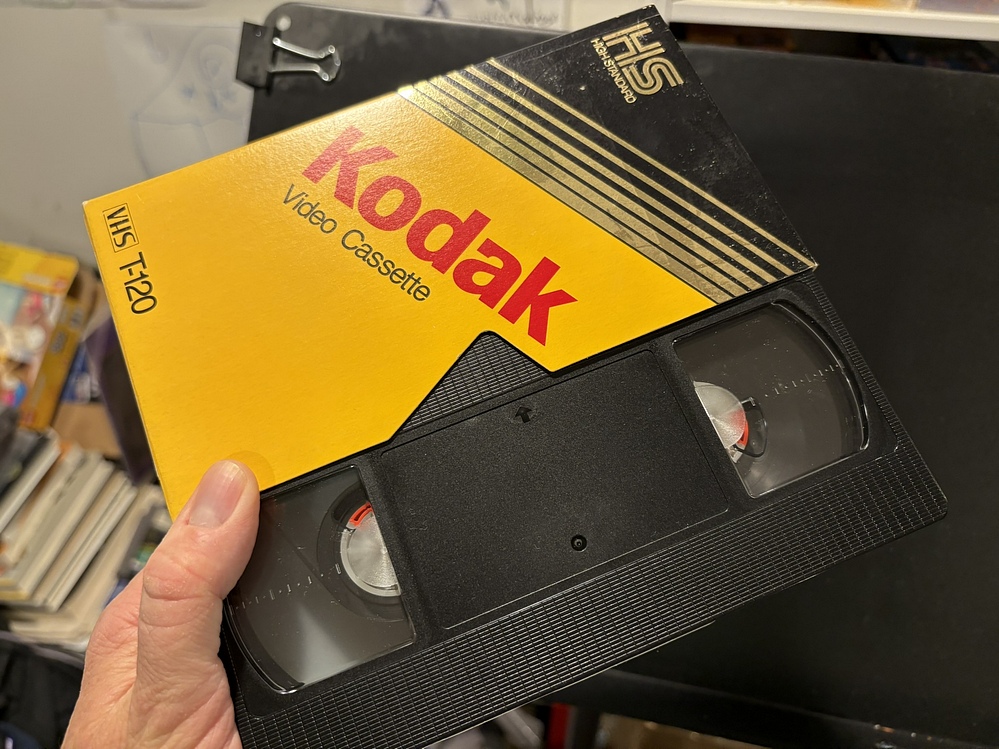 HS
HIGH STANDARD
Kodak
Video Cassette
VHS T-120